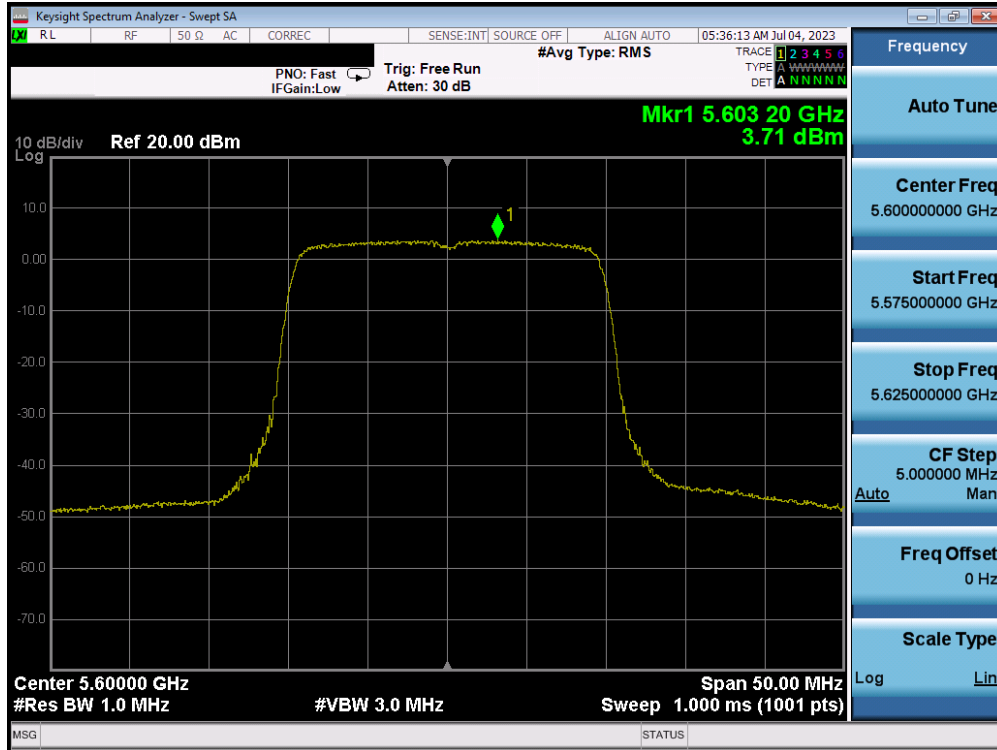 Keysight Spectrum Analyzer - Swept SA
LXI RL RF 50 Ω AC CORREC SENSE:INT SOURCE OFF ALIGN AUTO 05:36:13 AM Jul 04, 2023
#Avg Type: RMS
TRACE 1 2 3 4 5 6
PNO: Fast Trig: Free Run
TYPE A WWWWW
IFGain:Low Atten: 30 dB
DET A N N N N N
Mkr1 5.603 20 GHz
3.71 dBm
10 dB/div Ref 20.00 dBm
Log
1
10.0
0.00
-10.0
-20.0
-30.0
-40.0
-50.0
-60.0
-70.0
Center 5.60000 GHz Span 50.00 MHz
#Res BW 1.0 MHz #VBW 3.0 MHz Sweep 1.000 ms (1001 pts)
MSG STATUS
Frequency
Auto Tune
Center Freq
5.600000000 GHz
Start Freq
5.575000000 GHz
Stop Freq
5.625000000 GHz
CF Step
5.000000 MHz
Auto Man
Freq Offset
0 Hz
Scale Type
Log Lin